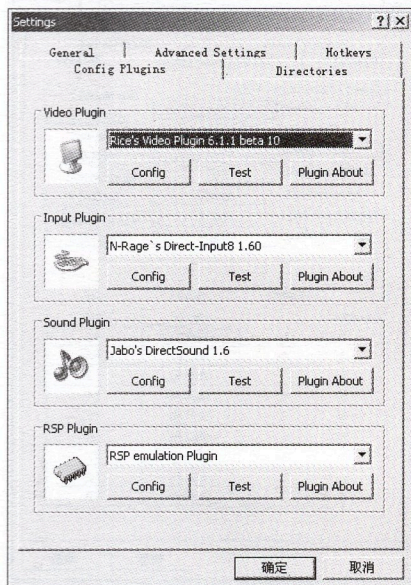 Settings
? ×
General Advanced Settings Hotkeys
Config Plugins Directories
Video Plugin
Rice's Video Plugin 6.1.1 beta 10
Config Test Plugin About
Input Plugin
N-Rage`s Direct-Input8 1.60
Config Test Plugin About
Sound Plugin
Jabo's DirectSound 1.6
Config Test Plugin About
RSP Plugin
RSP emulation Plugin
Config Test Plugin About
确定 取消